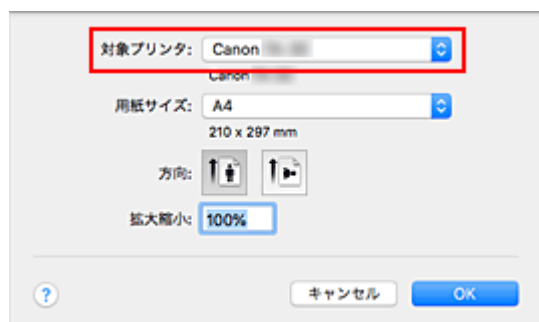 対象プリンタ: Canon
Canon
用紙サイズ: A4
210 x 297 mm
方向:
拡大縮小: 100%
? キャンセル OK